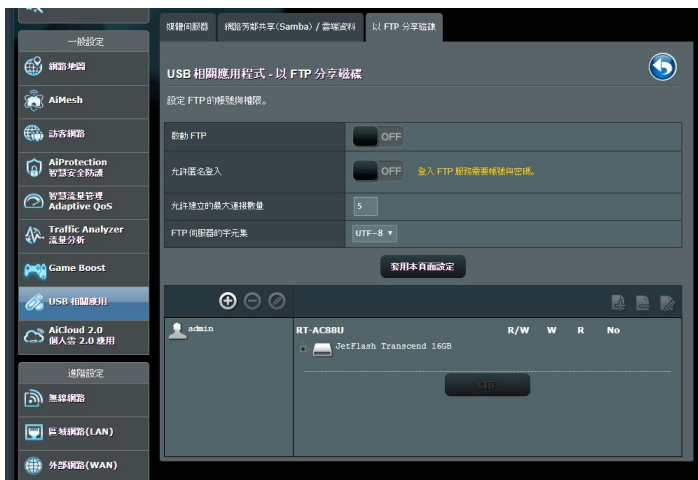 媒體伺服器 網路芳鄰共享(Samba) / 雲端資料 以 FTP 分享磁碟
一般設定
網路地圖
AiMesh
訪客網路
AiProtection
智慧安全防護
智慧流量管理
Adaptive QoS
Traffic Analyzer
流量分析
Game Boost
USB 相關應用
AiCloud 2.0
個人雲 2.0 應用
進階設定
無線網路
區域網路(LAN)
外部網路(WAN)
USB 相關應用程式 - 以 FTP 分享磁碟
設定 FTP 的帳號與權限。
啟動 FTP OFF
允許匿名登入 OFF 登入 FTP 服務需要帳號與密碼。
允許建立的最大連接數量 5
FTP 伺服器的字元集 UTF-8
套用本頁面設定
admin
RT-AC88U R/W W R No
JetFlash Transcend 16GB